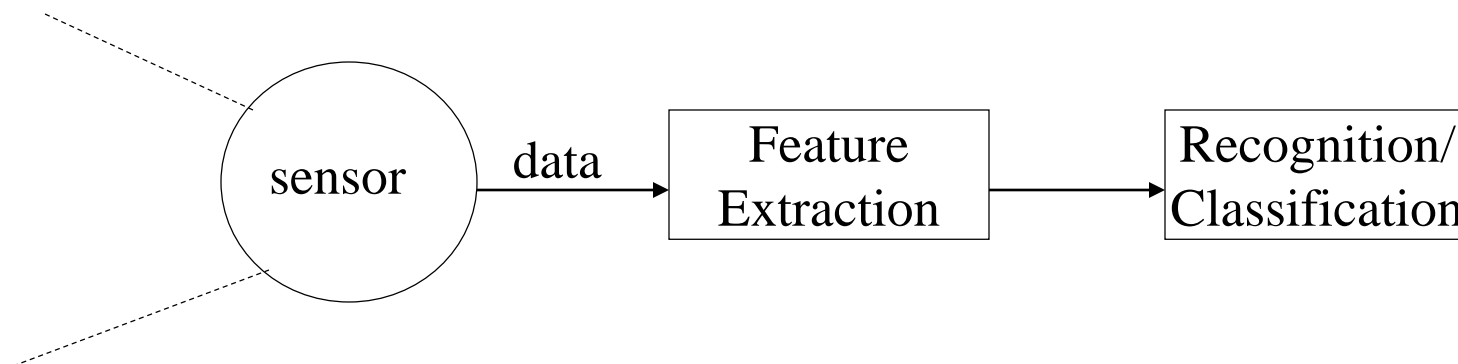 sensor
data
Feature
Extraction
Recognition/
Classification